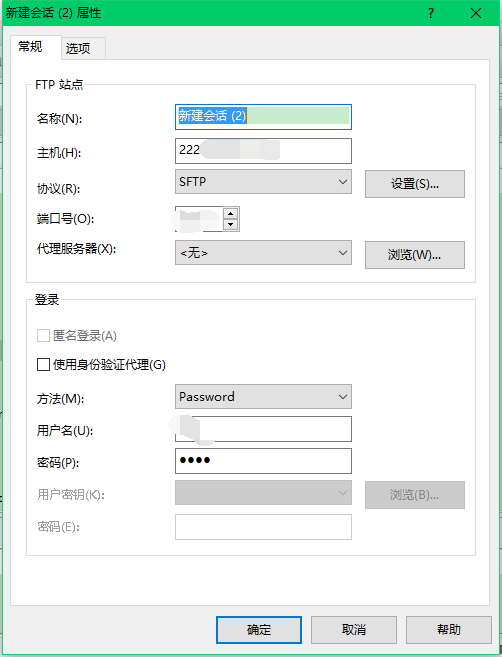 新建会话 (2) 属性
常规 选项
FTP 站点
名称(N): 新建会话 (2)
主机(H): 222
协议(R): SFTP 设置(S)...
端口号(O):
代理服务器(X): <无> 浏览(W)...
登录
匿名登录(A)
使用身份验证代理(G)
方法(M): Password
用户名(U):
密码(P): ●●●●
用户密钥(K): 浏览(B)...
密码(E):
确定 取消 帮助